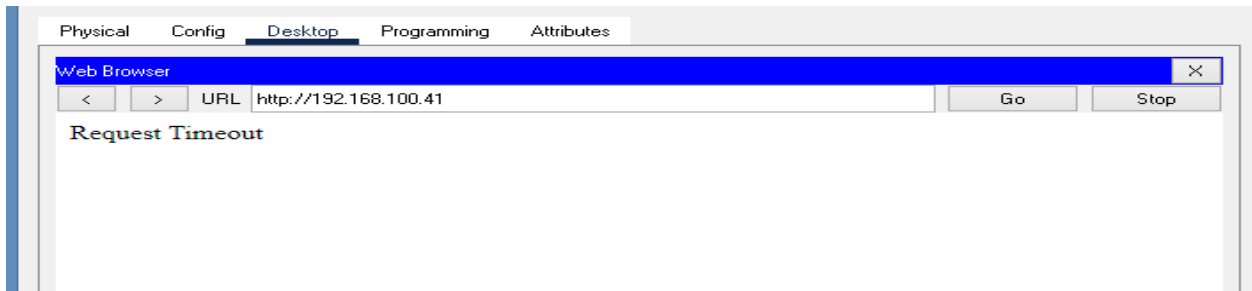 Physical Config Desktop Programming Attributes
Web Browser X
< > URL http://192.168.100.41 Go Stop
Request Timeout